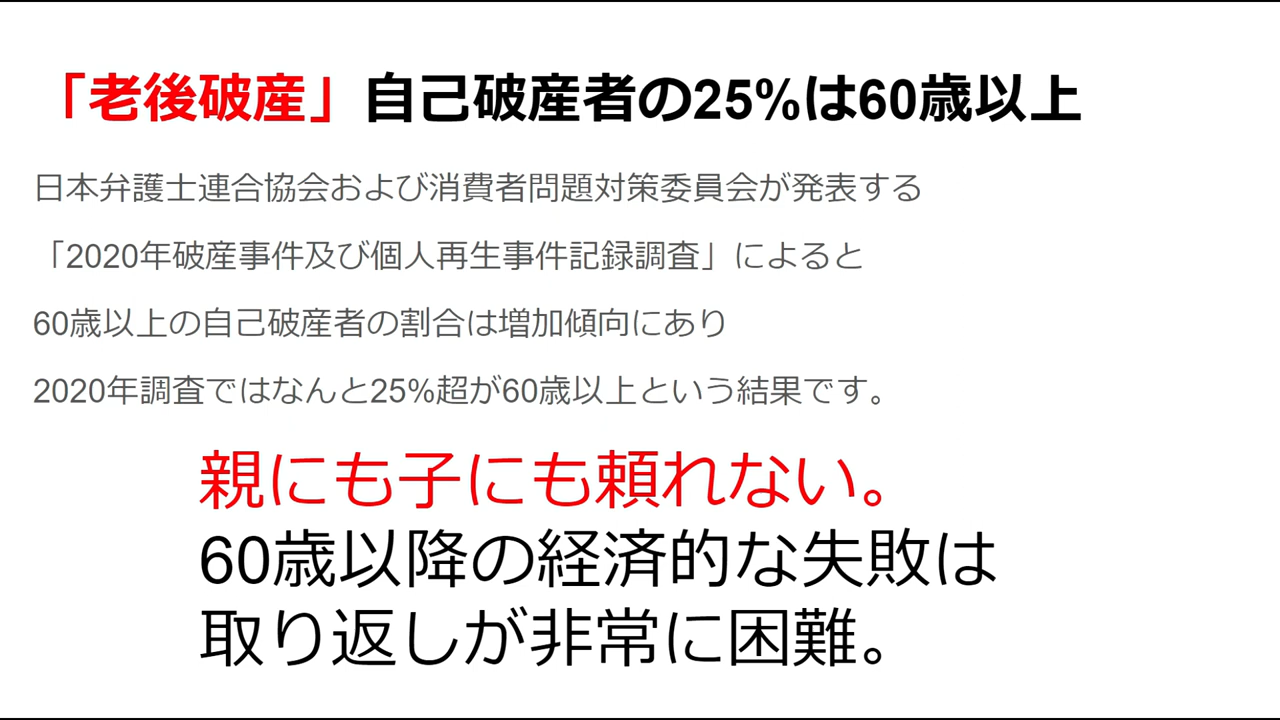 「老後破産」自己破産者の25%は60歳以上
日本弁護士連合協会および消費者問題対策委員会が発表する
「2020年破産事件及び個人再生事件記録調査」によると
60歳以上の自己破産者の割合は増加傾向にあり
2020年調査ではなんと25%超が60歳以上という結果です。
親にも子にも頼れない。
60歳以降の経済的な失敗は
取り返しが非常に困難。